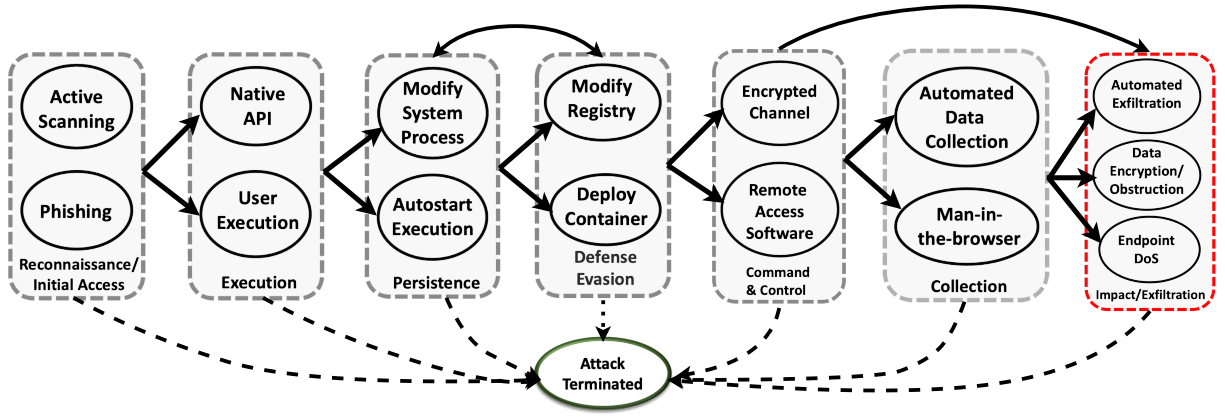 Active
Scanning
Phishing
Reconnaissance/
Initial Access
Native
API
User
Execution
Execution
Modify
System
Process
Autostart
Execution
Persistence
Modify
Registry
Deploy
Container
Defense
Evasion
Encrypted
Channel
Remote
Access
Software
Command
& Control
Automated
Data
Collection
Man-in-
the-browser
Collection
Automated
Exfiltration
Data
Encryption/
Obstruction
Endpoint
DoS
Impact/Exfiltration
Attack
Terminated